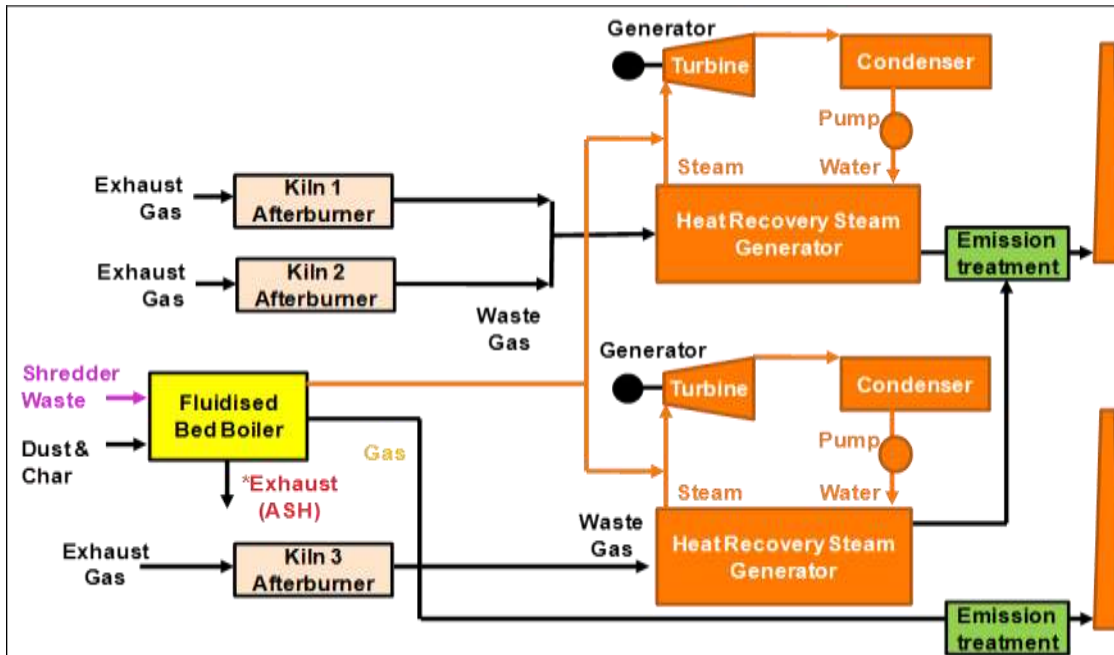 Generator
Turbine
Condenser
Pump
Steam
Water
Exhaust
Gas
Kiln 1
Afterburner
Heat Recovery Steam
Generator
Emission
treatment
Exhaust
Gas
Kiln 2
Afterburner
Waste
Gas
Generator
Turbine
Condenser
Shredder
Waste
Fluidised
Bed Boiler
Dust &
Char
Gas
Pump
*Exhaust
(ASH)
Steam
Water
Waste
Gas
Exhaust
Gas
Kiln 3
Afterburner
Heat Recovery Steam
Generator
Emission
treatment